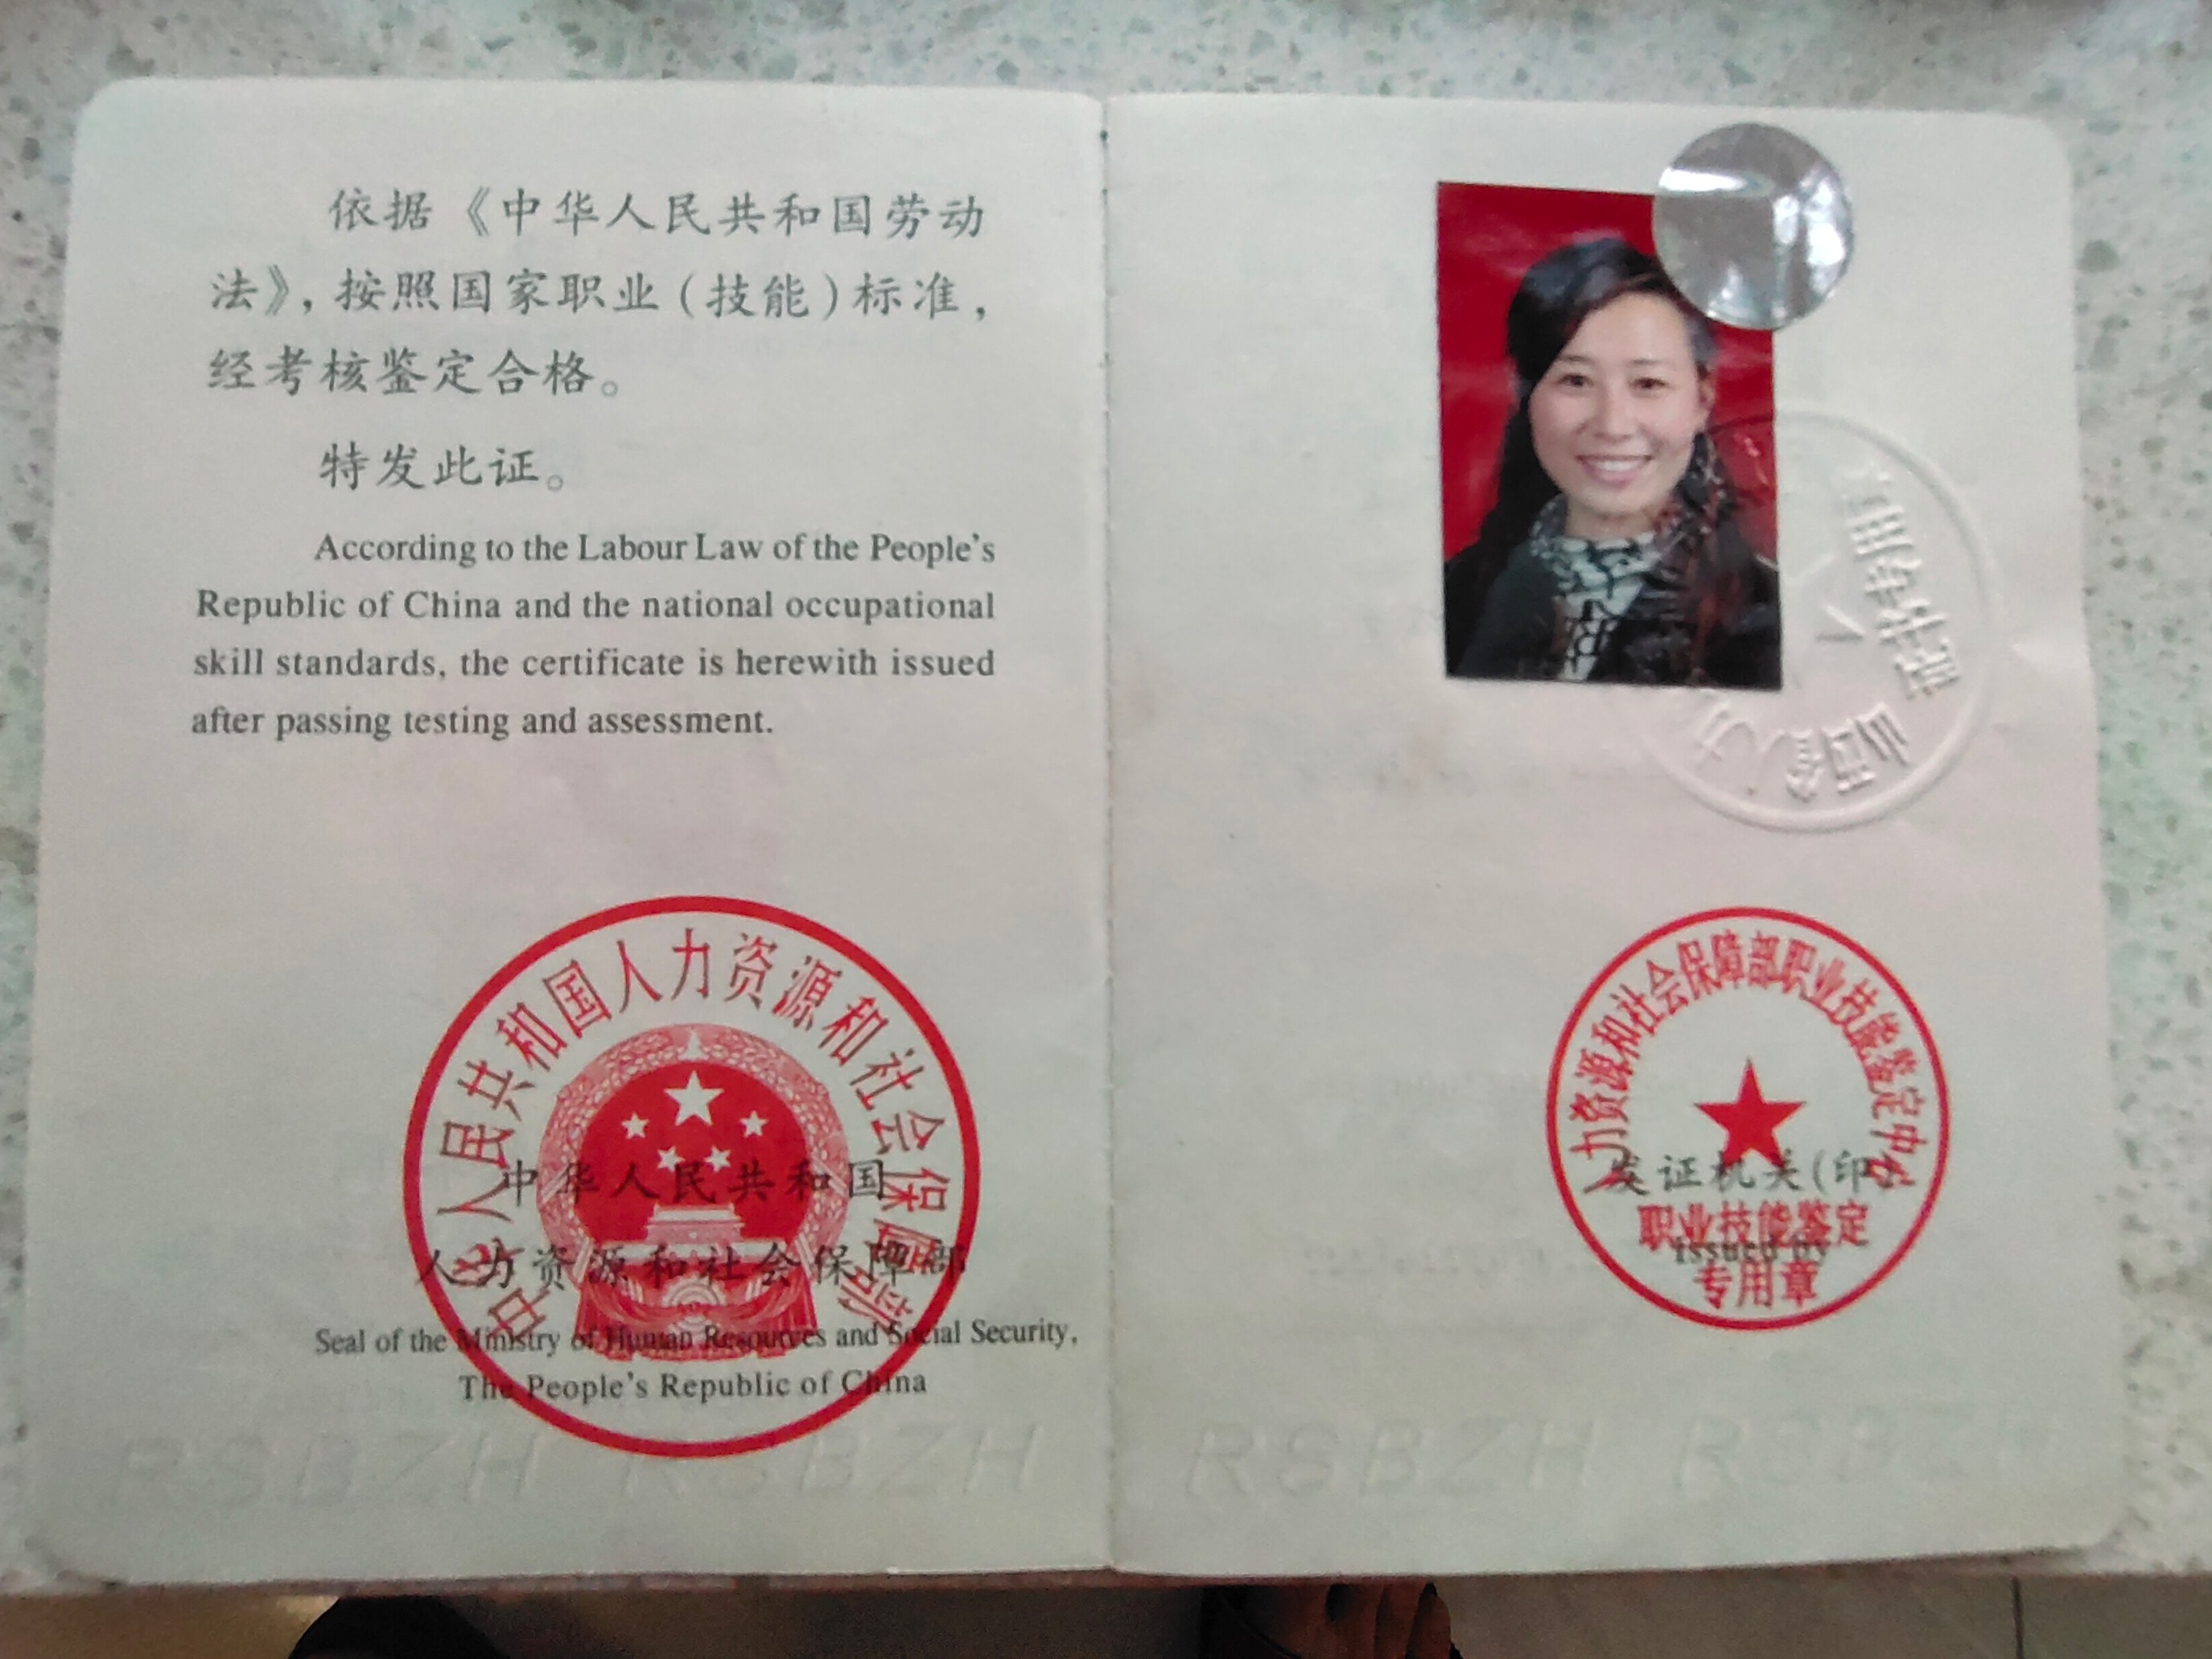 依据《中华人民共和国劳动
法》，按照国家职业（技能）标准，
经考核鉴定合格。
特发此证。
According to the Labour Law of the People's
Republic of China and the national occupational
skill standards, the certificate is herewith issued
after passing testing and assessment.
中华人民共和国人力资源和社会保障部
中华人民共和国
人力资源和社会保障部
Seal of the Ministry of Human Resources and Social Security,
The People's Republic of China
RSBZH RSBZH
人力资源和社会保障部职业技能鉴定中心
发证机关(印)
职业技能鉴定
issued by
专用章
RSBZH RSBZH